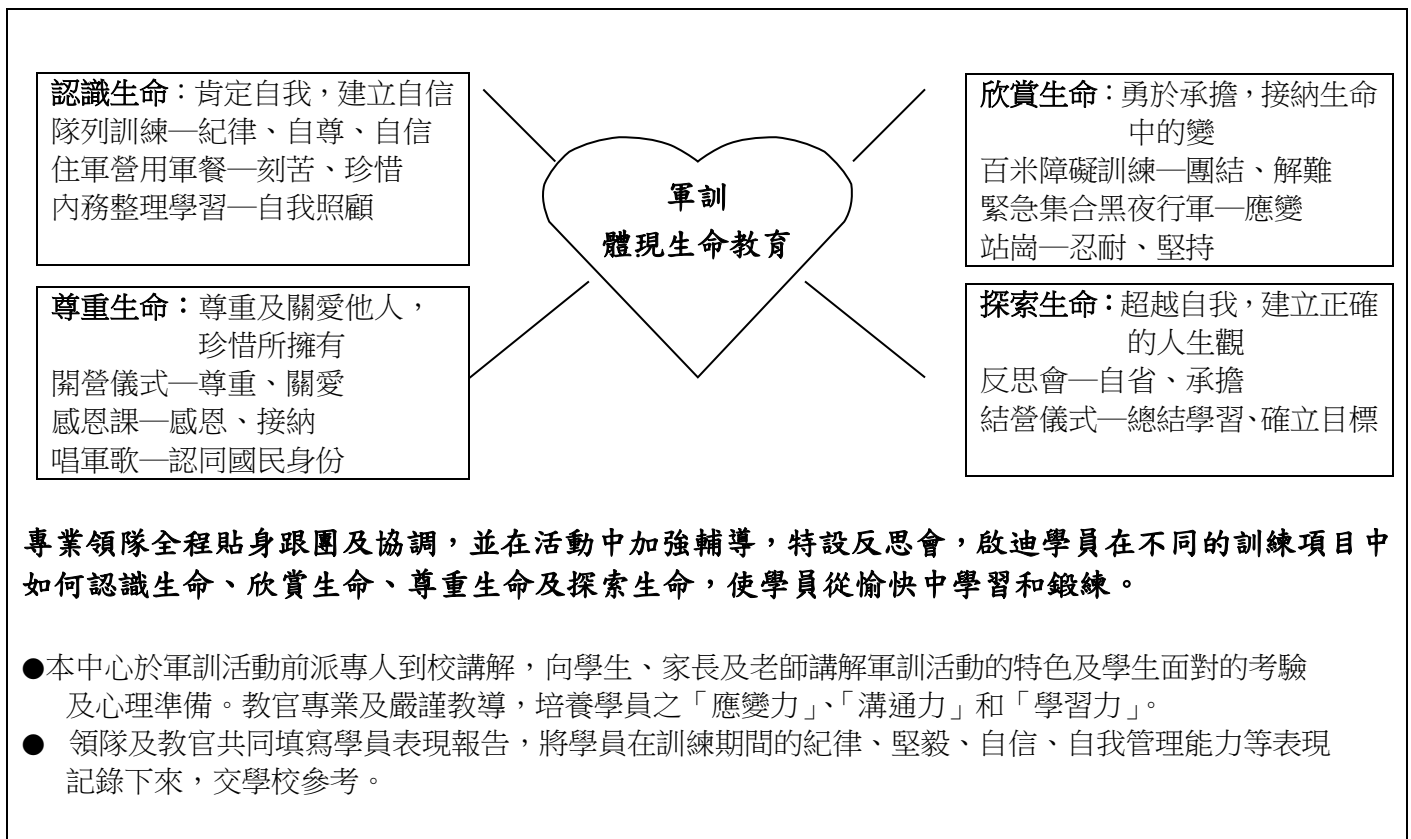 認識生命：肯定自我，建立自信
隊列訓練─紀律、自尊、自信
住軍營用軍餐─刻苦、珍惜
內務整理學習─自我照顧
軍訓
體現生命教育
欣賞生命：勇於承擔，接納生命
中的變
百米障礙訓練─團結、解難
緊急集合黑夜行軍─應變
站崗─忍耐、堅持
尊重生命：尊重及關愛他人，
珍惜所擁有
開營儀式─尊重、關愛
感恩課─感恩、接納
唱軍歌─認同國民身份
探索生命：超越自我，建立正確
的人生觀
反思會─自省、承擔
結營儀式─總結學習、確立目標
專業領隊全程貼身跟團及協調，並在活動中加強輔導，特設反思會，啟迪學員在不同的訓練項目中
如何認識生命、欣賞生命、尊重生命及探索生命，使學員從愉快中學習和鍛練。
●本中心於軍訓活動前派專人到校講解，向學生、家長及老師講解軍訓活動的特色及學生面對的考驗
及心理準備。教官專業及嚴謹教導，培養學員之「應變力」、「溝通力」和「學習力」。
● 領隊及教官共同填寫學員表現報告，將學員在訓練期間的紀律、堅毅、自信、自我管理能力等表現
記錄下來，交學校參考。